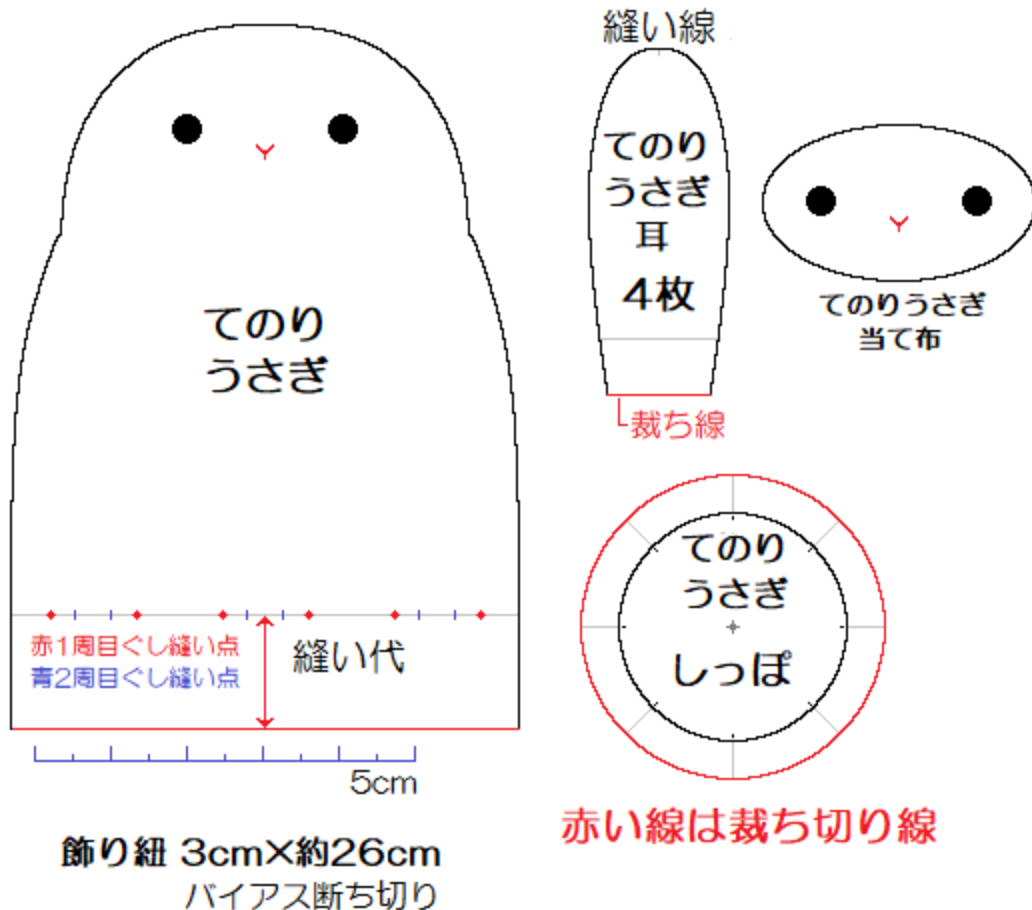 てのり
うさぎ
赤1周目ぐし縫い点
青2周目ぐし縫い点
縫い代
5cm
飾り紐 3cm×約26cm
バイアス断ち切り
縫い線
てのり
うさぎ
耳
4枚
裁ち線
てのりうさぎ
当て布
てのり
うさぎ
しっぽ
赤い線は裁ち切り線